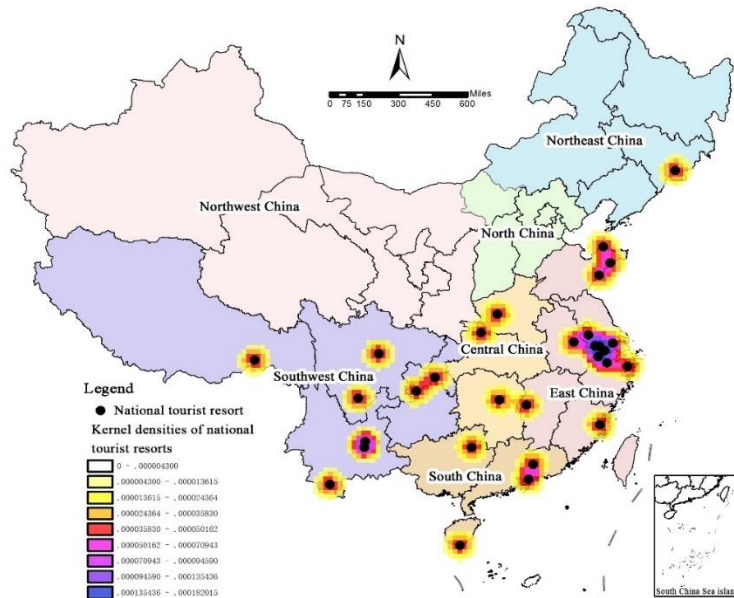 N
Miles
0 75 150 300 450 600
Northeast China
Northwest China
North China
Central China
Southwest China
East China
South China
Legend
National tourist resort
Kernel densities of national
tourist resorts
0 - .000004300
.000004300 - .000013615
.000013615 - .000024364
.000024364 - .000035830
.000035830 - .000050162
.000050162 - .000070943
.000070943 - .000094590
.000094590 - .000135436
.000135436 - .000182015
South China Sea island